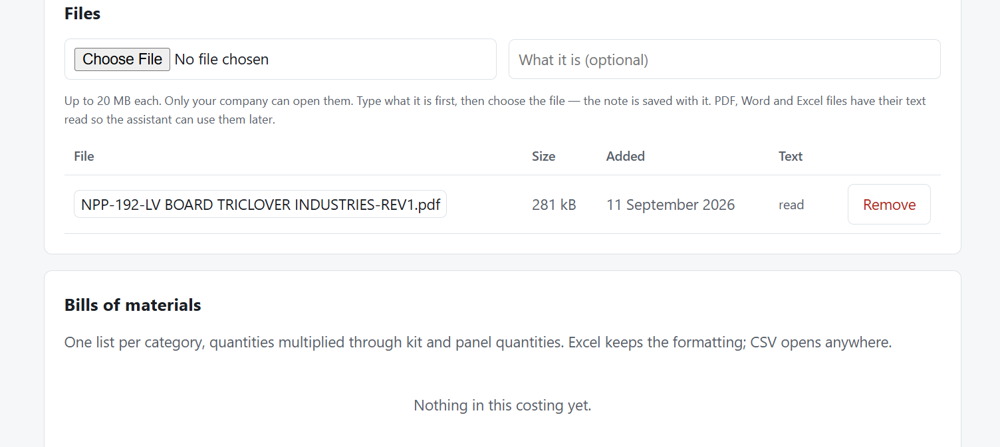 Files
Choose File No file chosen
What it is (optional)
Up to 20 MB each. Only your company can open them. Type what it is first, then choose the file — the note is saved with it. PDF, Word and Excel files have their text
read so the assistant can use them later.
File Size Added Text
NPP-192-LV BOARD TRICLOVER INDUSTRIES-REV1.pdf 281 kB 11 September 2026 read Remove
Bills of materials
One list per category, quantities multiplied through kit and panel quantities. Excel keeps the formatting; CSV opens anywhere.
Nothing in this costing yet.